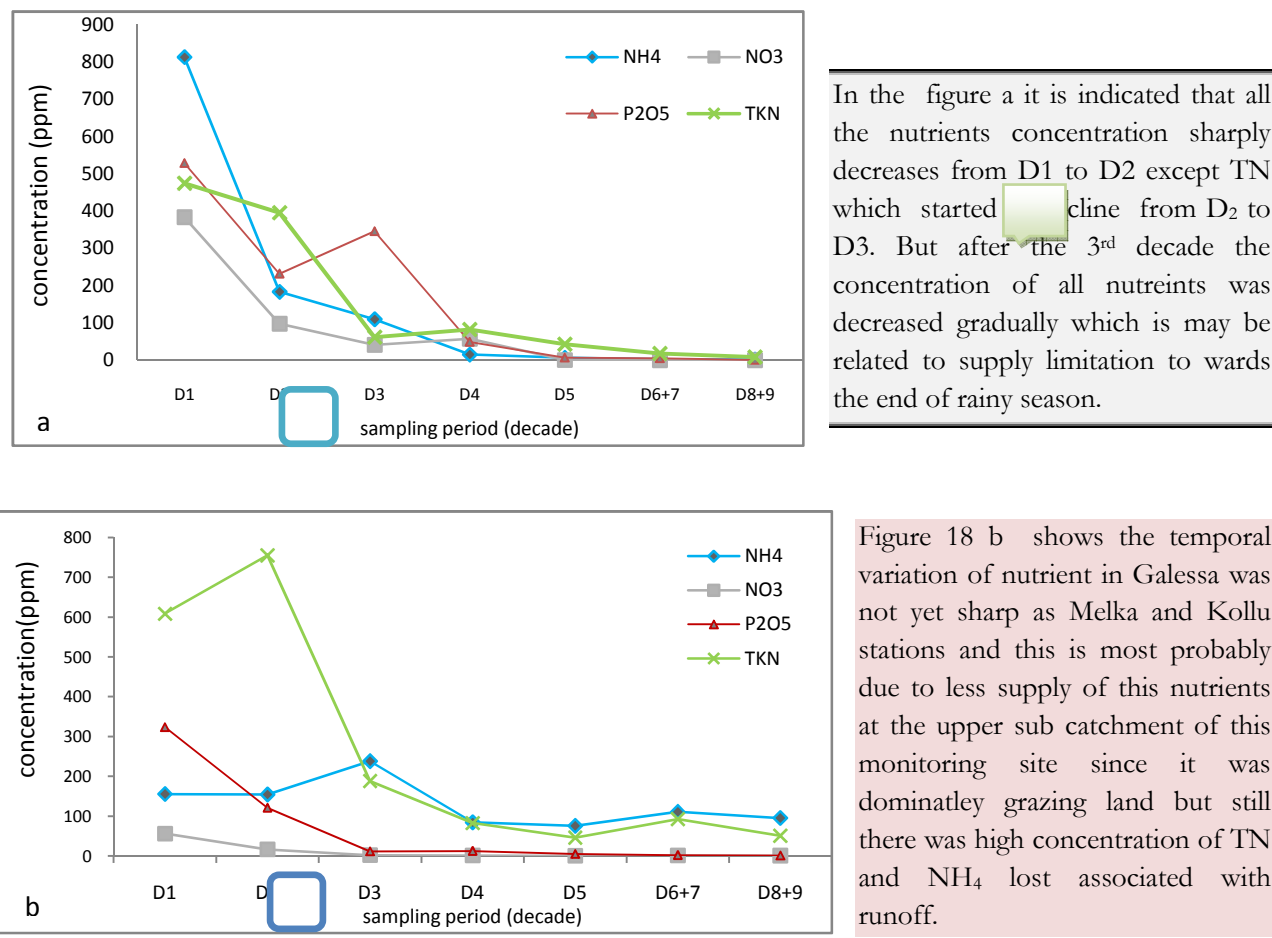 900
800
700
600
500
400
300
200
100
0
concentration (ppm)
NH4
NO3
P2O5
TKN
D1
D3
D4
D5
D6+7
D8+9
sampling period (decade)
a
In the figure a it is indicated that all
the nutrients concentration sharply
decreases from D1 to D2 except TN
which started cline from D₂ to
D3. But after the 3rd decade the
concentration of all nutreints was
decreased gradually which is may be
related to supply limitation to wards
the end of rainy season.
800
700
600
500
400
300
200
100
0
concentration(ppm)
NH4
NO3
P2O5
TKN
D1
D3
D4
D5
D6+7
D8+9
sampling period (decade)
b
Figure 18 b shows the temporal
variation of nutrient in Galessa was
not yet sharp as Melka and Kollu
stations and this is most probably
due to less supply of this nutrients
at the upper sub catchment of this
monitoring site since it was
dominatley grazing land but still
there was high concentration of TN
and NH₄ lost associated with
runoff.